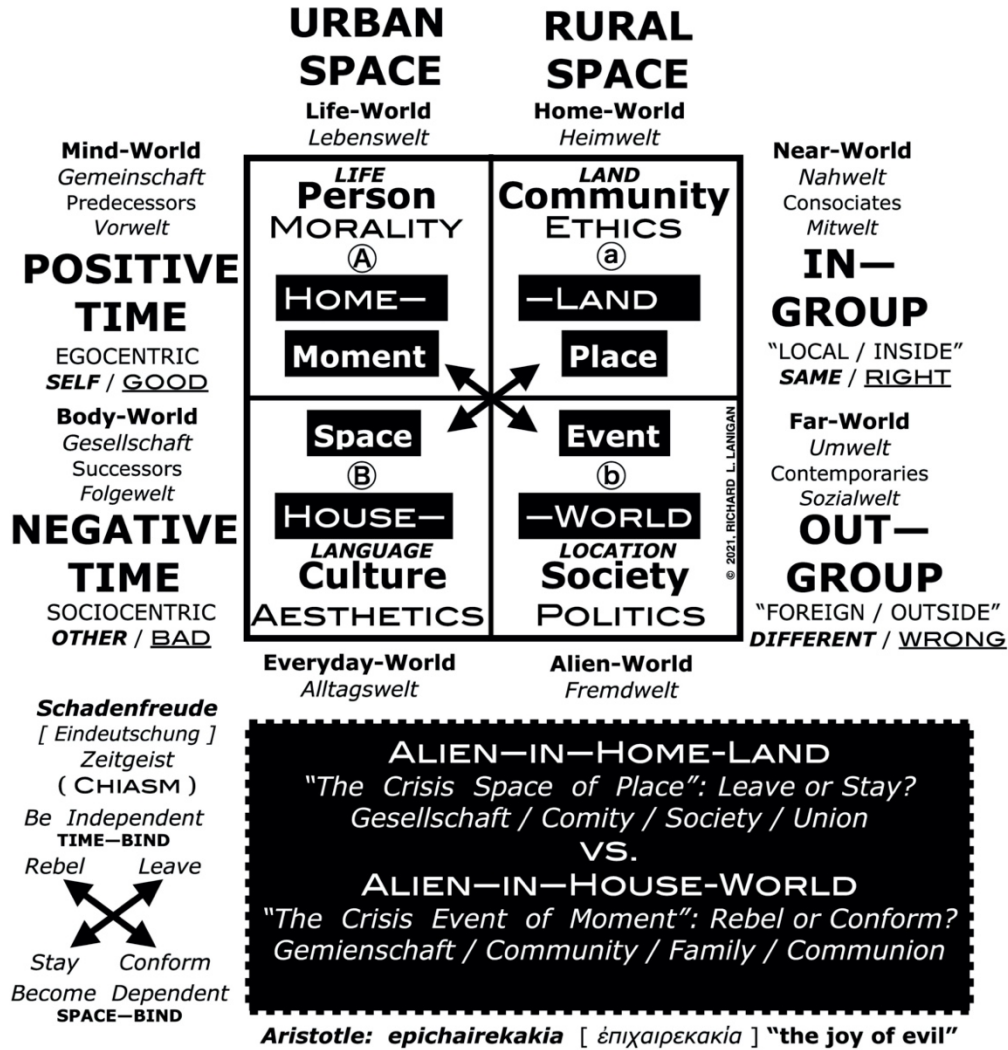 URBAN
SPACE
Life-World
Lebenswelt
RURAL
SPACE
Home-World
Heimwelt
Mind-World
Gemeinschaft
Predecessors
Vorwelt
POSITIVE
TIME
EGOCENTRIC
SELF / GOOD
Body-World
Gesellschaft
Successors
Folgewelt
NEGATIVE
TIME
SOCIOCENTRIC
OTHER / BAD
LIFE
Person
MORALITY
Ⓐ
HOME—
Moment
LAND
Community
ETHICS
ⓐ
—LAND
Place
Space
Ⓑ
HOUSE—
LANGUAGE
Culture
AESTHETICS
Event
ⓑ
—WORLD
LOCATION
Society
POLITICS
© 2021, RICHARD L. LANIGAN
Near-World
Nahwelt
Consociates
Mitwelt
IN—
GROUP
"LOCAL / INSIDE"
SAME / RIGHT
Far-World
Umwelt
Contemporaries
Sozialwelt
OUT—
GROUP
"FOREIGN / OUTSIDE"
DIFFERENT / WRONG
Everyday-World
Alltagswelt
Alien-World
Fremdwelt
Schadenfreude
[ Eindeutschung ]
Zeitgeist
( CHIASM )
Be Independent
TIME—BIND
Rebel Leave
Stay Conform
Become Dependent
SPACE—BIND
ALIEN—IN—HOME-LAND
"The Crisis Space of Place": Leave or Stay?
Gesellschaft / Comity / Society / Union
VS.
ALIEN—IN—HOUSE-WORLD
"The Crisis Event of Moment": Rebel or Conform?
Gemienschaft / Community / Family / Communion
Aristotle: epichairekakia [ ἐπιχαιρεκακία ] "the joy of evil"